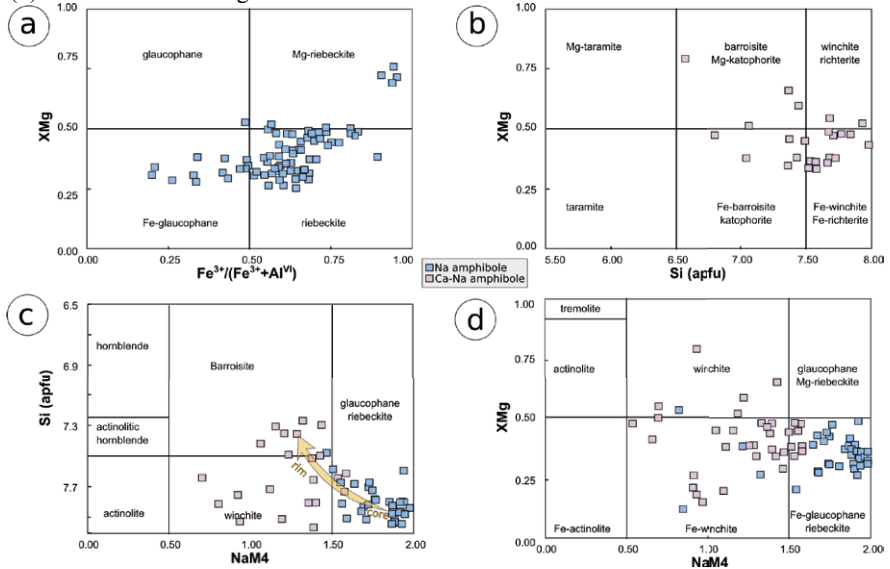 a
1.00
0.75
0.50
0.25
0.00
XMg
glaucophane
Mg-riebeckite
Fe-glaucophane
riebeckite
0.00
0.25
0.50
0.75
1.00
Fe³⁺/(Fe³⁺+Alⱽᴵ)
b
1.00
0.75
0.50
0.25
0.00
XMg
Mg-taramite
barroisite
Mg-katophorite
winchite
richterite
taramite
Fe-barroisite
katophorite
Fe-winchite
Fe-richterite
5.50
6.00
6.50
7.00
7.50
8.00
Si (apfu)
Na amphibole
Ca-Na amphibole
c
6.5
6.9
7.3
7.7
Si (apfu)
hornblende
Barroisite
glaucophane
riebeckite
actinolitic
hornblende
rim
core
actinolite
winchite
0.00
0.50
1.00
1.50
2.00
NaM4
d
1.00
0.75
0.50
0.25
0.00
XMg
tremolite
actinolite
winchite
glaucophane
Mg-riebeckite
Fe-actinolite
Fe-wnchite
Fe-glaucophane
riebeckite
0.00
0.50
1.00
1.50
2.00
NaM4